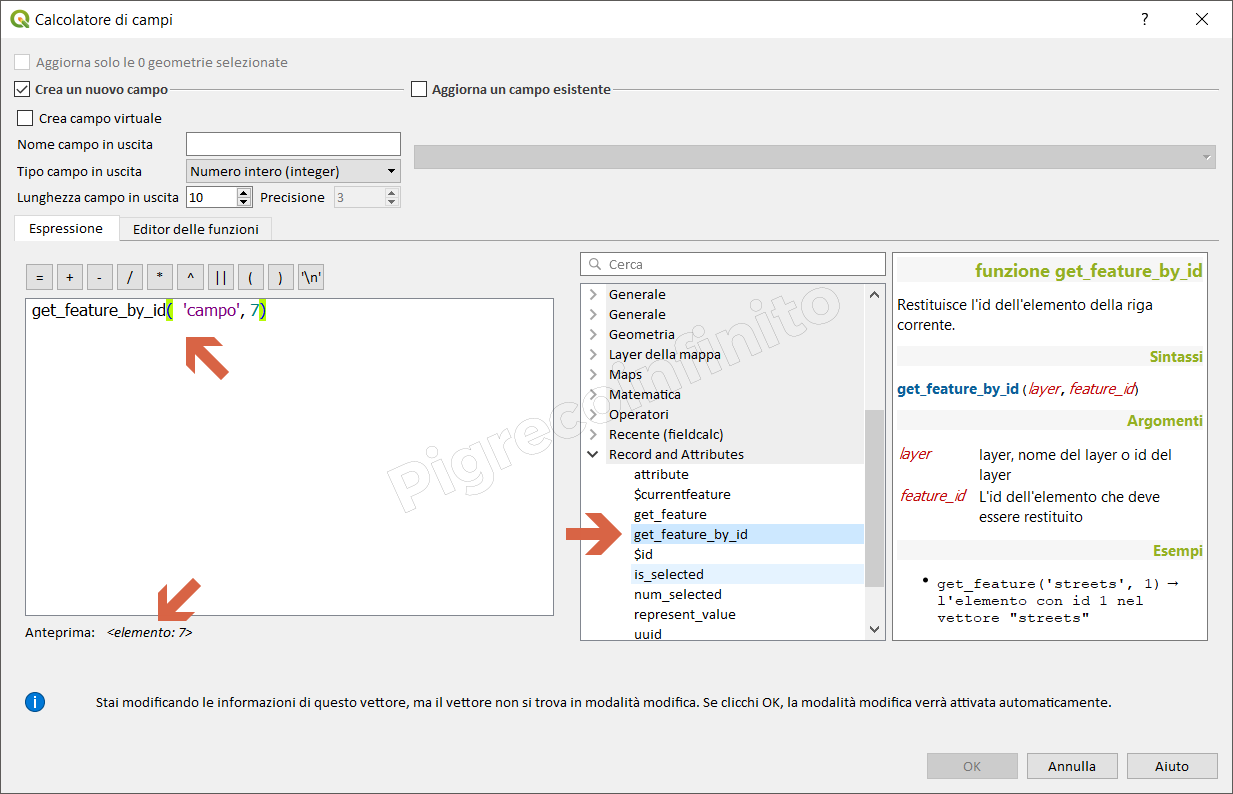 Calcolatore di campi
?
Aggiorna solo le 0 geometrie selezionate
Crea un nuovo campo
Aggiorna un campo esistente
Crea campo virtuale
Nome campo in uscita
Tipo campo in uscita
Numero intero (integer)
Lunghezza campo in uscita
10
Precisione
3
Espressione
Editor delle funzioni
= + - / * ^ || ( ) '\n'
get_feature_by_id( 'campo', 7)
Anteprima: <elemento: 7>
Cerca
Generale
Generale
Geometria
Layer della mappa
Maps
Matematica
Operatori
Recente (fieldcalc)
Record and Attributes
attribute
$currentfeature
get_feature
get_feature_by_id
$id
is_selected
num_selected
represent_value
uuid
funzione get_feature_by_id
Restituisce l'id dell'elemento della riga
corrente.
Sintassi
get_feature_by_id (layer, feature_id)
Argomenti
layer
layer, nome del layer o id del
layer
feature_id
L'id dell'elemento che deve
essere restituito
Esempi
• get_feature('streets', 1) →
l'elemento con id 1 nel
vettore "streets"
Pigrecoinfinito
Stai modificando le informazioni di questo vettore, ma il vettore non si trova in modalità modifica. Se clicchi OK, la modalità modifica verrà attivata automaticamente.
OK
Annulla
Aiuto